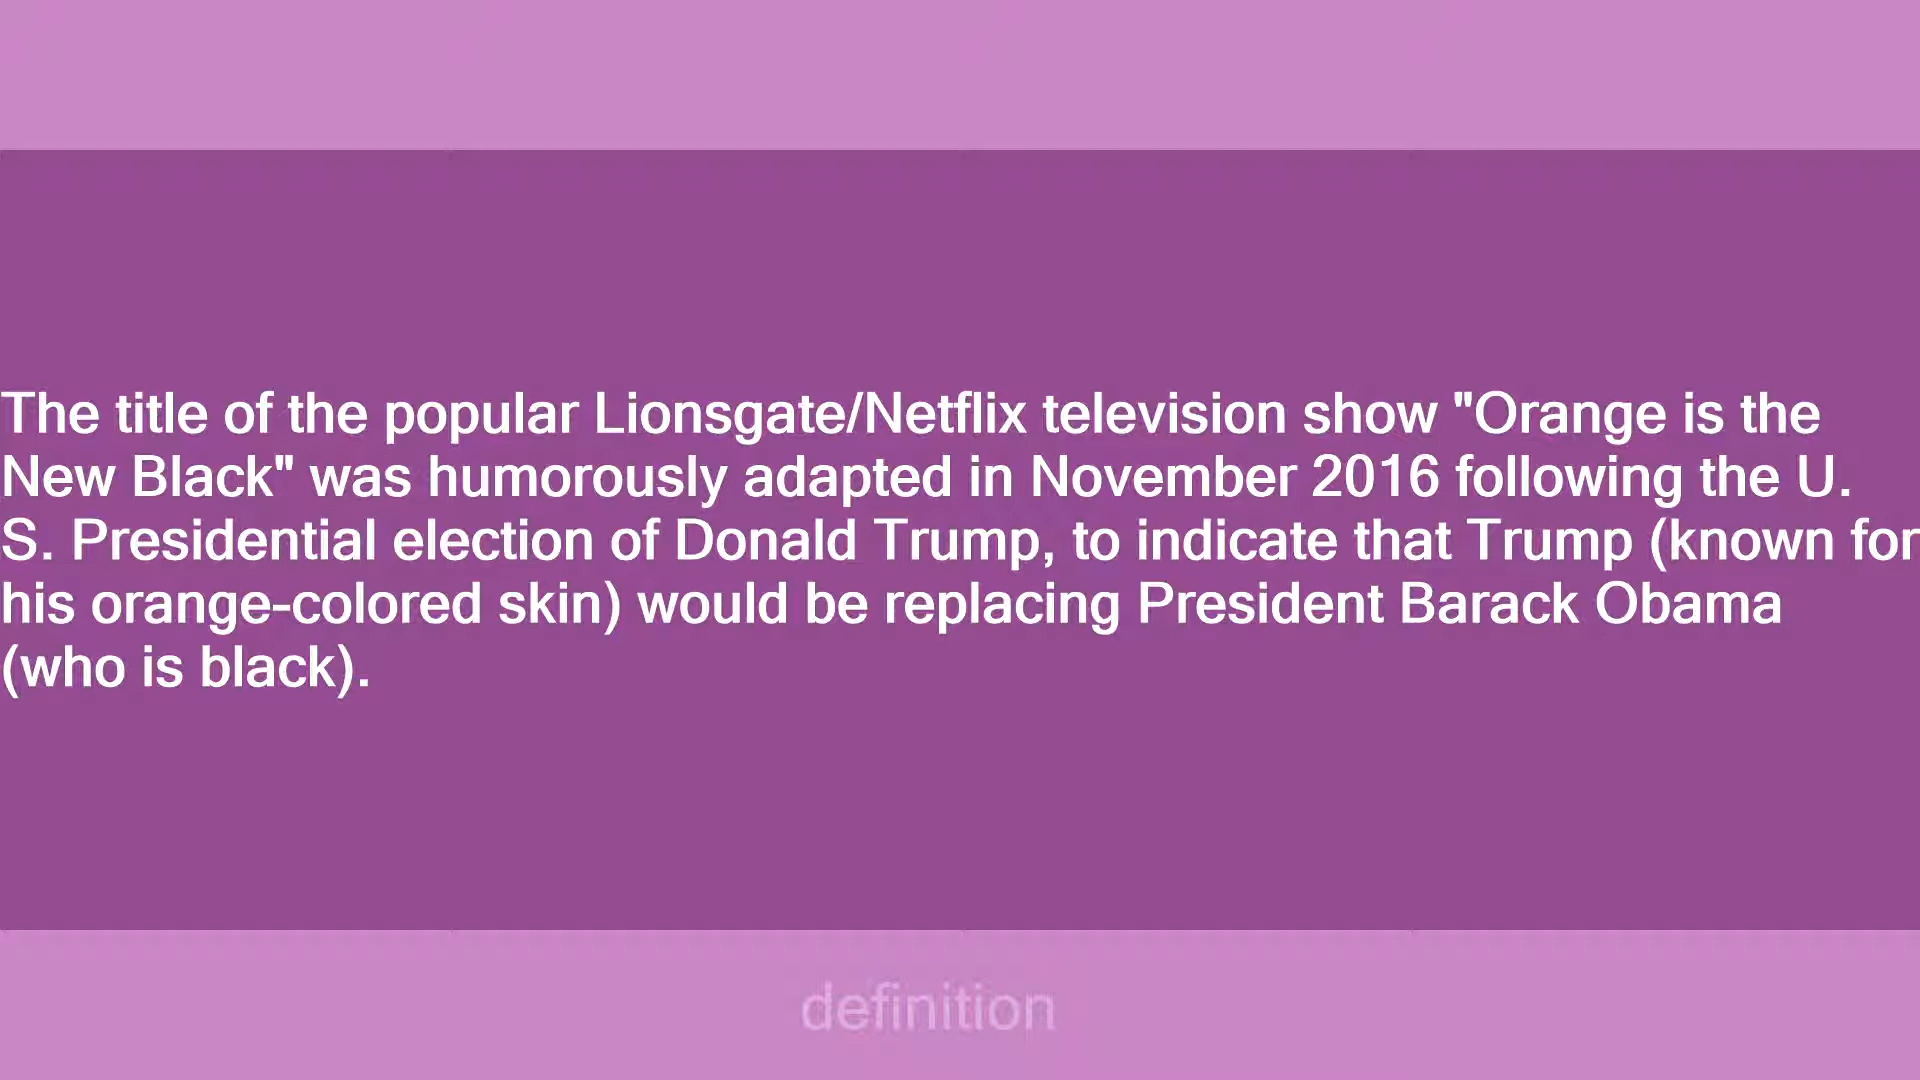 The title of the popular Lionsgate/Netflix television show "Orange is the
New Black" was humorously adapted in November 2016 following the U.
S. Presidential election of Donald Trump, to indicate that Trump (known for
his orange-colored skin) would be replacing President Barack Obama
(who is black).
definition